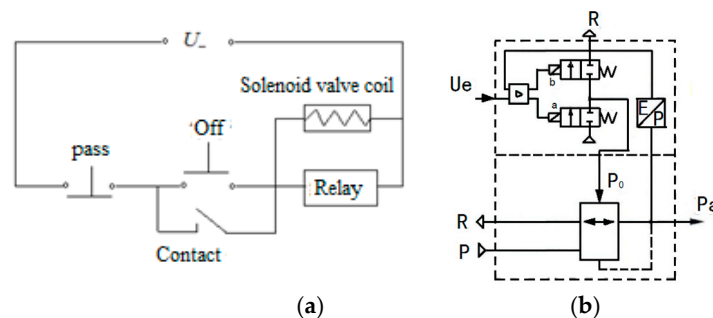 U_
Solenoid valve coil
Off
pass
Relay
Contact
(a)
R
b
Ue
a
E
P
P0
R
Pa
P
(b)